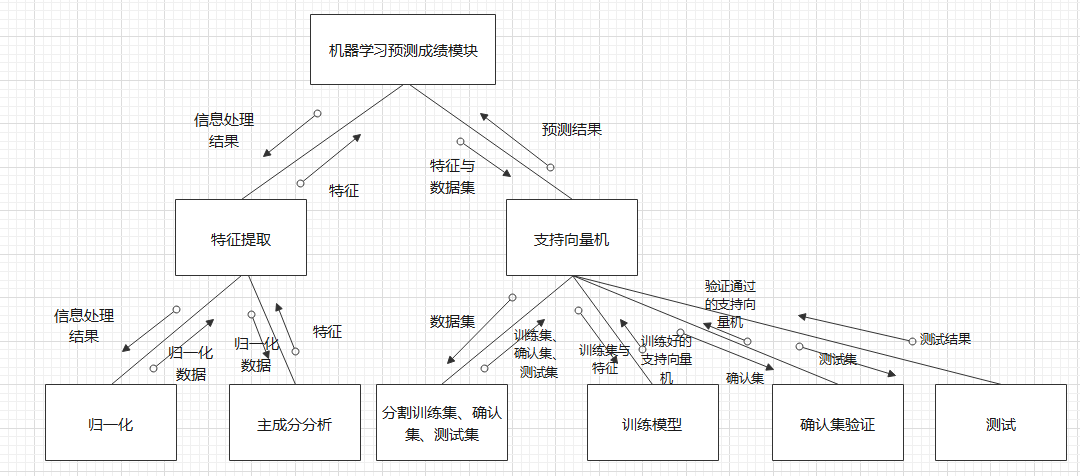 机器学习预测成绩模块
信息处理
结果
特征
特征与
数据集
预测结果
特征提取
支持向量机
信息处理
结果
归一化
数据
归一化
数据
特征
数据集
训练集、
确认集、
测试集
训练集与
特征
训练好的
支持向量
机
验证通过
的支持向
量机
确认集
测试集
测试结果
归一化
主成分分析
分割训练集、确认
集、测试集
训练模型
确认集验证
测试